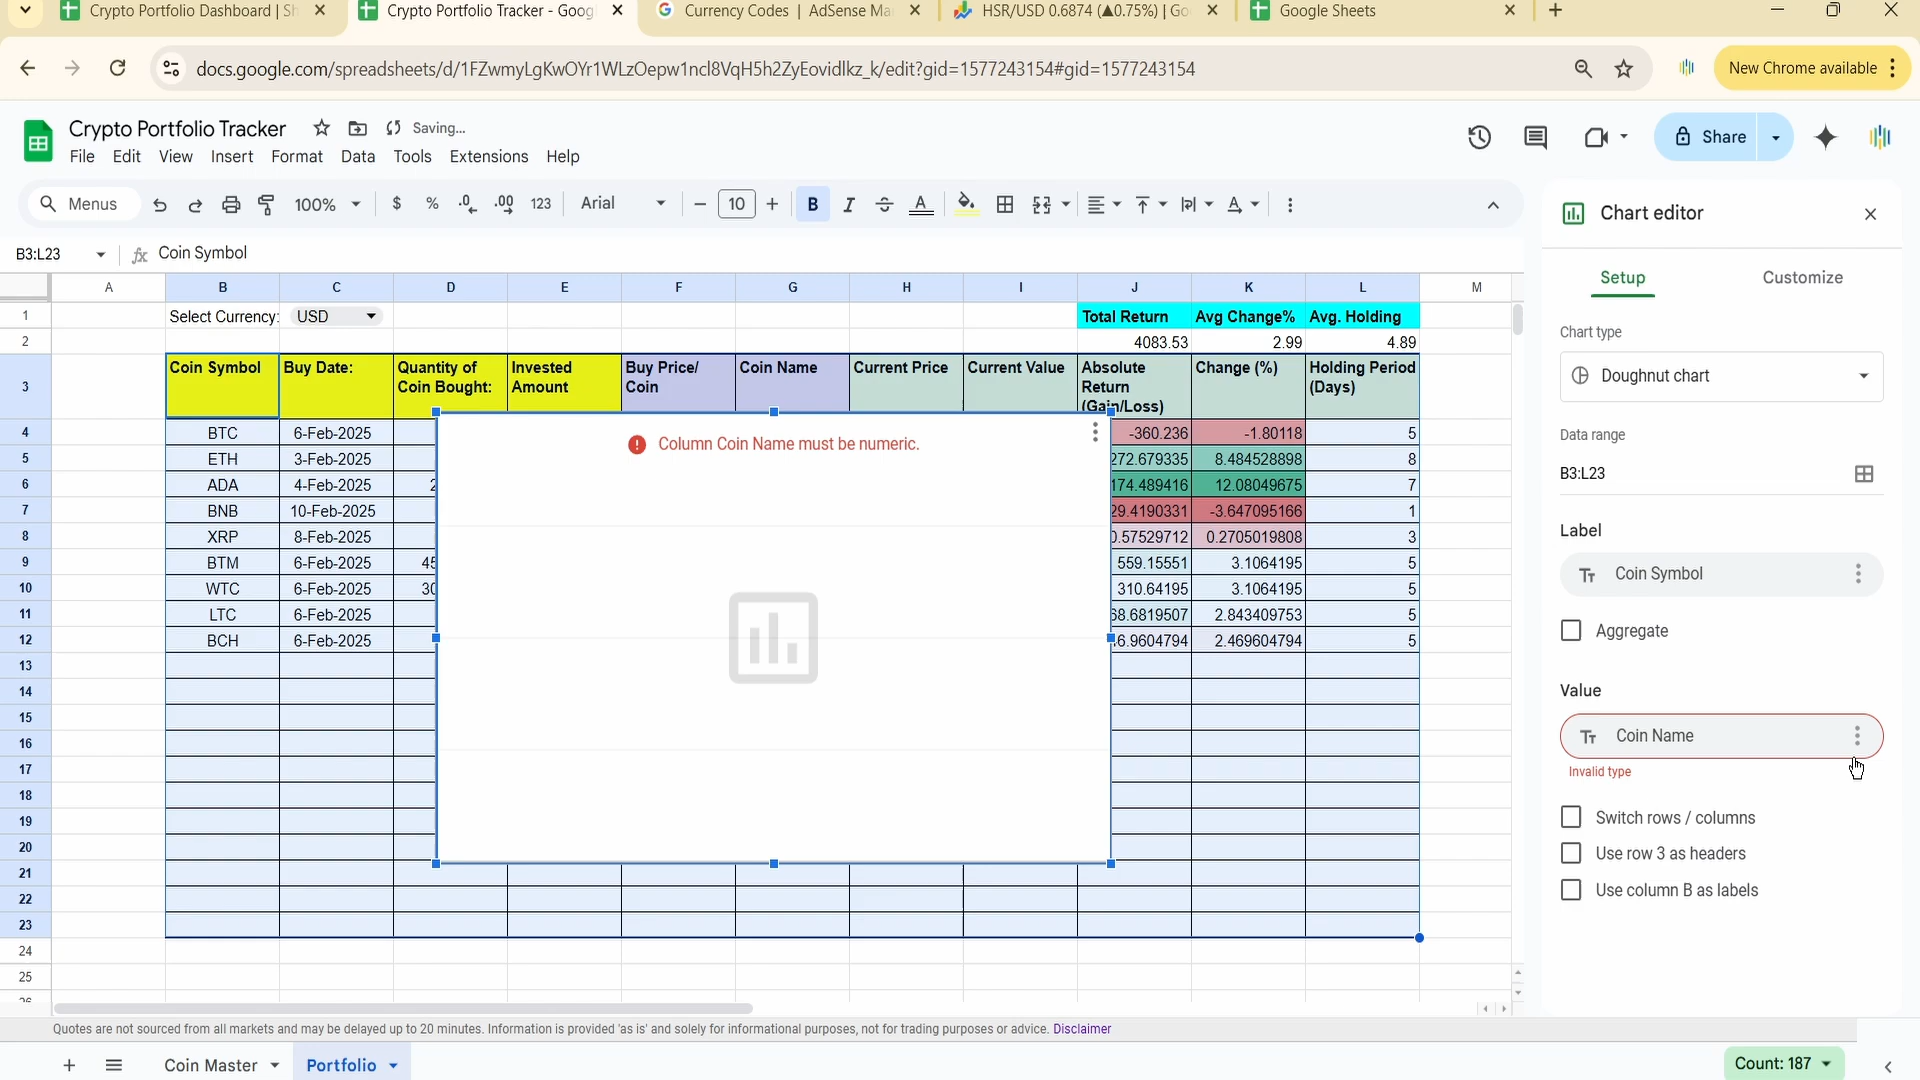 Crypto Portfolio Dashboard | Sh
Crypto Portfolio Tracker - Goog
Currency Codes | AdSense Ma
HSR/USD 0.6874 (▲0.75%) | Go
Google Sheets
docs.google.com/spreadsheets/d/1FZwmyLgKwOYr1WLzOepw1ncl8VqH5h2ZyEovidlkz_k/edit?gid=1577243154#gid=1577243154
New Chrome available
Crypto Portfolio Tracker Saving...
File Edit View Insert Format Data Tools Extensions Help
Share
Menus 100% $ % .0 .00 123 Arial 10 B I S A
B3:L23 fx Coin Symbol
A B C D E F G H I J K L M
1 Select Currency: USD Total Return Avg Change% Avg. Holding
2 4083.53 2.99 4.89
3 Coin Symbol Buy Date: Quantity of Coin Bought: Invested Amount Buy Price/ Coin Coin Name Current Price Current Value Absolute Return (Gain/Loss) Change (%) Holding Period (Days)
4 BTC 6-Feb-2025 -360.236 -1.80118 5
5 ETH 3-Feb-2025 272.679335 8.484528898 8
6 ADA 4-Feb-2025 2 174.489416 12.08049675 7
7 BNB 10-Feb-2025 29.4190331 -3.647095166 1
8 XRP 8-Feb-2025 0.57529712 0.2705019808 3
9 BTM 6-Feb-2025 45 559.15551 3.1064195 5
10 WTC 6-Feb-2025 30 310.64195 3.1064195 5
11 LTC 6-Feb-2025 68.6819507 2.843409753 5
12 BCH 6-Feb-2025 6.9604794 2.469604794 5
13
14
15
16
17
18
19
20
21
22
23
24
25
26
Column Coin Name must be numeric.
Chart editor
Setup Customize
Chart type
Doughnut chart
Data range
B3:L23
Label
Tт Coin Symbol
Aggregate
Value
Tт Coin Name
Invalid type
Switch rows / columns
Use row 3 as headers
Use column B as labels
Quotes are not sourced from all markets and may be delayed up to 20 minutes. Information is provided 'as is' and solely for informational purposes, not for trading purposes or advice. Disclaimer
Coin Master Portfolio Count: 187